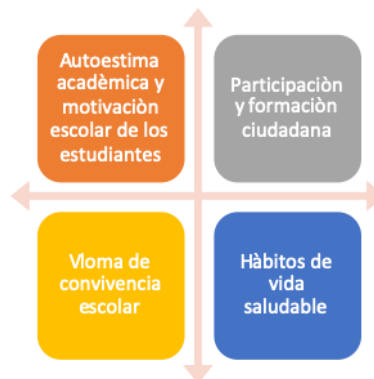 Autoestima
acadèmica y
motivaciòn
escolar de los
estudiantes
Participaciòn
y formaciòn
ciudadana
Vloma de
convivencia
escolar
Hàbitos de
vida
saludable